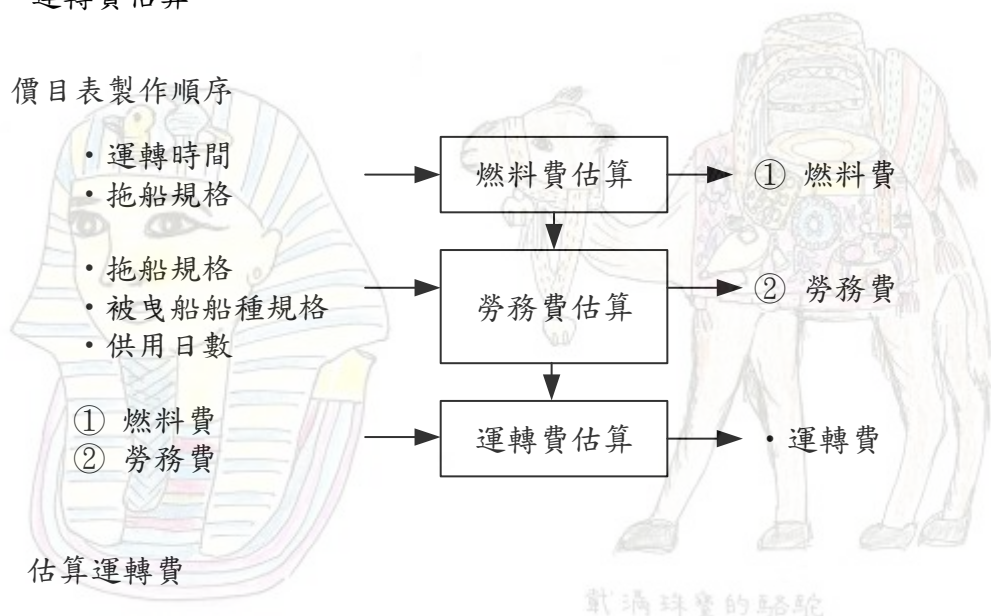 運轉費估算
價目表製作順序
・運轉時間
・拖船規格
燃料費估算
① 燃料費
・拖船規格
・被曳船船種規格
・供用日數
勞務費估算
② 勞務費
① 燃料費
② 勞務費
運轉費估算
・運轉費
估算運轉費
戴滿珠寶的駱駝